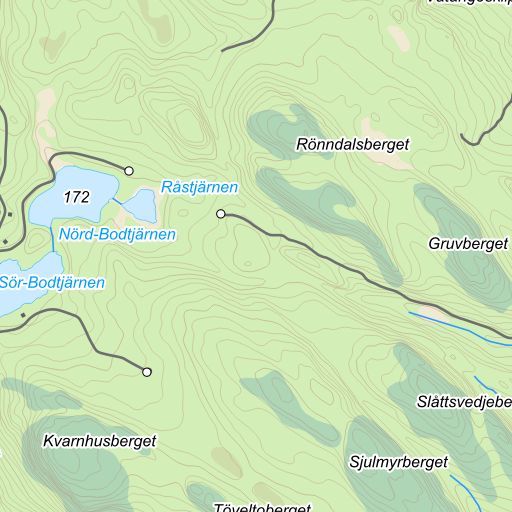 Rönndalsberget
Råstjärnen
172
Nörd-Bodtjärnen
Gruvberget
Sör-Bodtjärnen
Kvarnhusberget
Sjulmyrberget
Töveltoberget